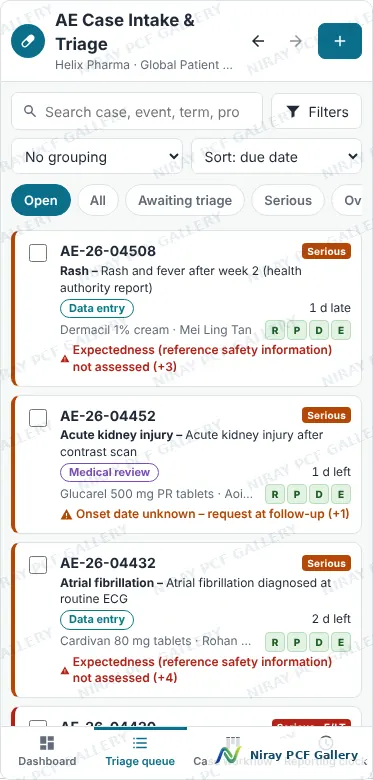 AE Case Intake &
Triage
Helix Pharma · Global Patient ...
Search case, event, term, pro
Filters
No grouping
Sort: due date
Open
All
Awaiting triage
Serious
Ov
AE-26-04508
Serious
Rash – Rash and fever after week 2 (health
authority report)
Data entry
1 d late
Dermacil 1% cream · Mei Ling Tan
R P D E
Expectedness (reference safety information)
not assessed (+3)
AE-26-04452
Serious
Acute kidney injury – Acute kidney injury after
contrast scan
Medical review
1 d left
Glucarel 500 mg PR tablets · Aoi...
R P D E
Onset date unknown – request at follow-up (+1)
AE-26-04432
Serious
Atrial fibrillation – Atrial fibrillation diagnosed at
routine ECG
Data entry
2 d left
Cardivan 80 mg tablets · Rohan ...
R P D E
Expectedness (reference safety information)
not assessed (+4)
Dashboard
Triage queue
Ca
Niray PCF Gallery
NIRAY PCF GALLERY